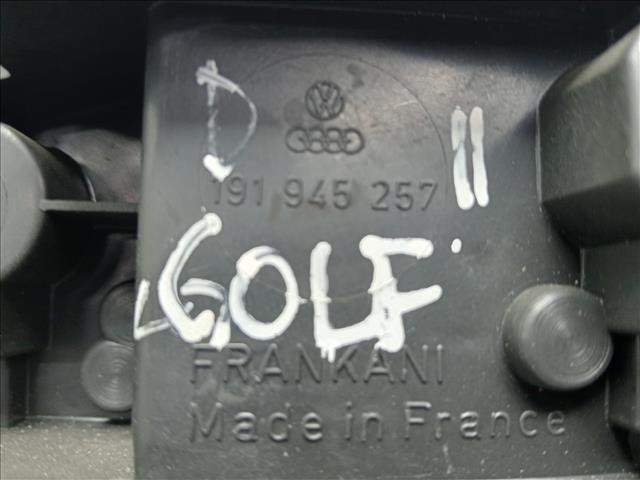 D
II
191 945 257
GOLF
FRANKANI
Made in France